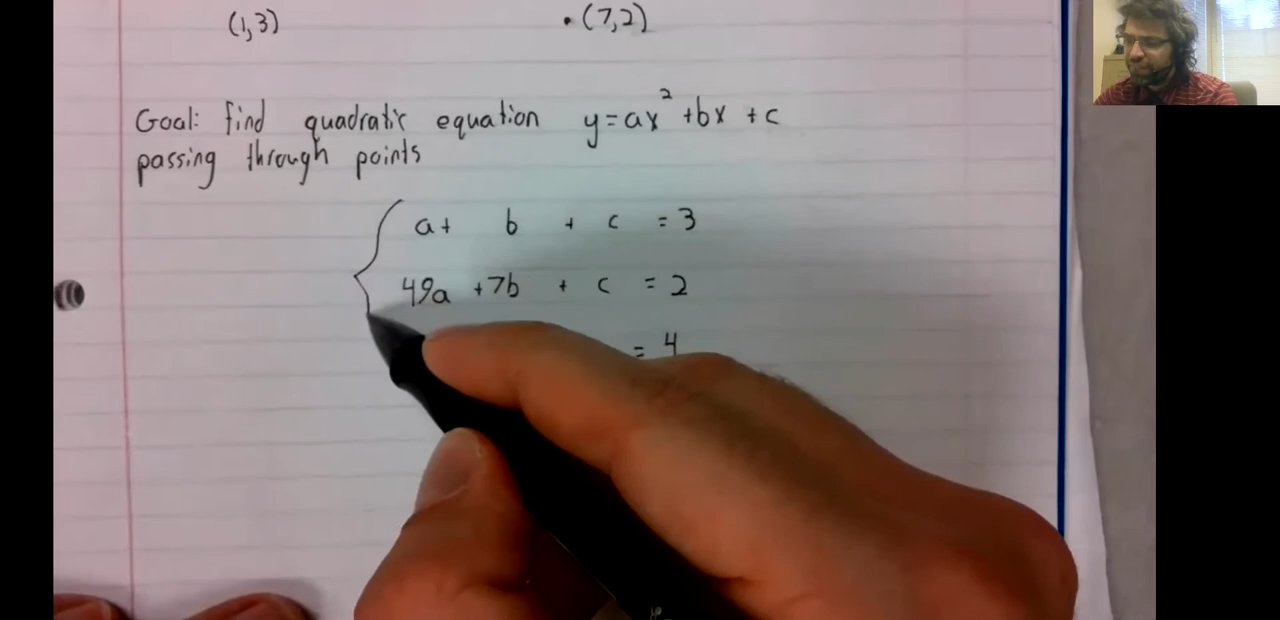 (1,3) • (7,2)
Goal: find quadratic equation y=ax²+bx+c
passing through points
a+ b + c = 3
49a +7b + c = 2
= 4